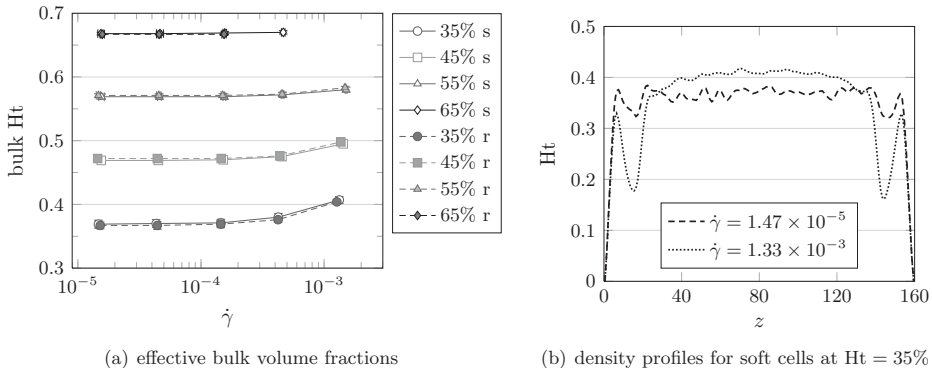 bulk Ht
0.7
0.6
0.5
0.4
0.3
10⁻⁵
10⁻⁴
10⁻³
γ̇
35% s
45% s
55% s
65% s
35% r
45% r
55% r
65% r
(a) effective bulk volume fractions
Ht
0.5
0.4
0.3
0.2
0.1
0
0
40
80
120
160
z
γ̇ = 1.47 × 10⁻⁵
γ̇ = 1.33 × 10⁻³
(b) density profiles for soft cells at Ht = 35%